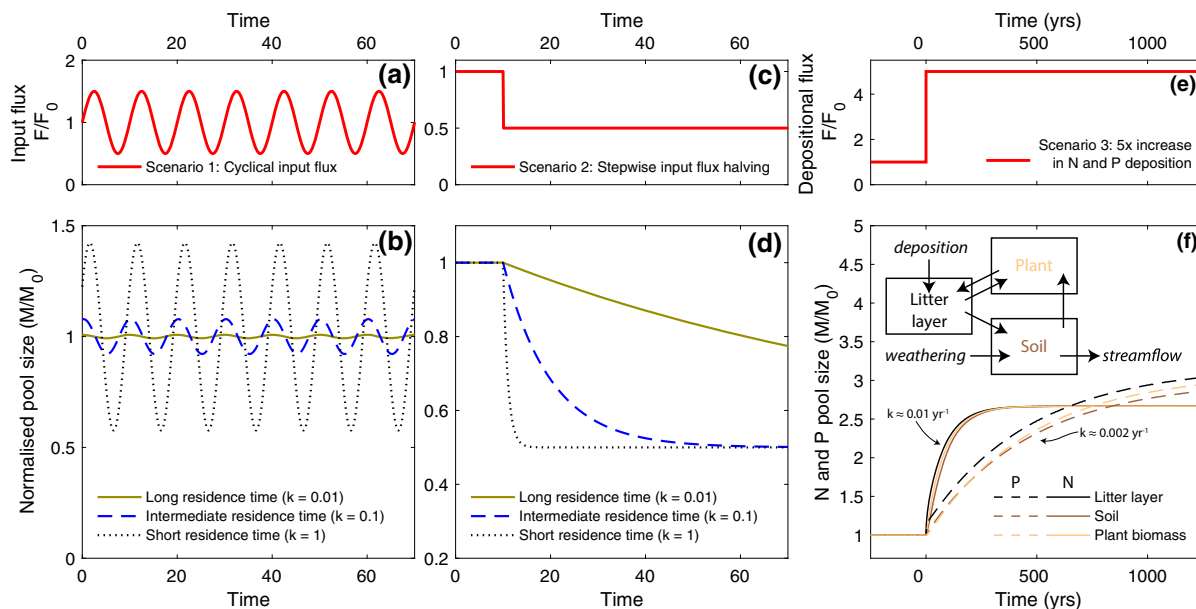 Time
0 20 40 60
Input flux
F/F0
2
1
0
(a)
Scenario 1: Cyclical input flux
Normalised pool size (M/M0)
1.5
1
0.5
0
(b)
Long residence time (k = 0.01)
Intermediate residence time (k = 0.1)
Short residence time (k = 1)
0 20 40 60
Time
Time
0 20 40 60
1
0.5
0
(c)
Scenario 2: Stepwise input flux halving
1
0.8
0.6
0.4
0.2
(d)
Long residence time (k = 0.01)
Intermediate residence time (k = 0.1)
Short residence time (k = 1)
0 20 40 60
Time
Time (yrs)
0 500 1000
Depositional flux
F/F0
4
2
0
(e)
Scenario 3: 5x increase
in N and P deposition
N and P pool size (M/M0)
5
4.5
4
3.5
3
2.5
2
1.5
1
(f)
deposition
Plant
Litter
layer
Soil
weathering
streamflow
k ≈ 0.01 yr-1
k ≈ 0.002 yr-1
P N
Litter layer
Soil
Plant biomass
0 500 1000
Time (yrs)